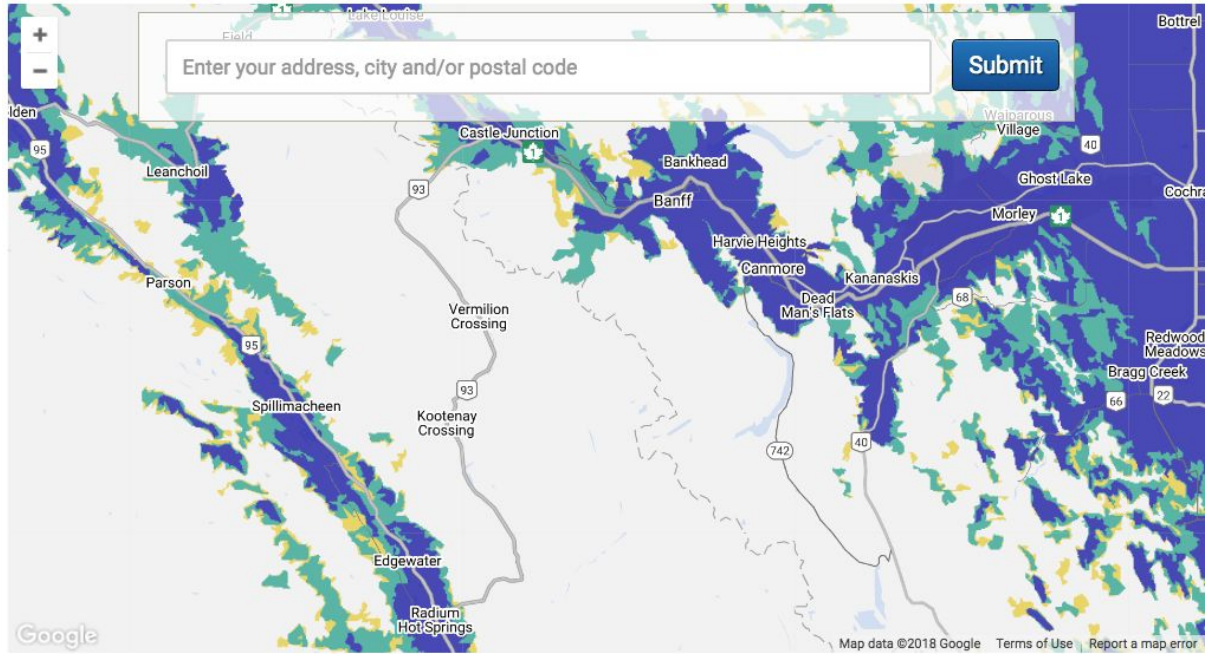 1
Lake Louise
Bottrel
+
Field
Enter your address, city and/or postal code
Submit
−
Waiparous
Village
lden
Castle Junction
1
40
95
Bankhead
Leanchoil
Ghost Lake
93
Cochra
Banff
Morley
1
Harvie Heights
Canmore
Kananaskis
Parson
Dead
Man's Flats
68
Vermilion
Crossing
95
Redwood
Meadows
Bragg Creek
93
22
66
Spillimacheen
Kootenay
Crossing
40
742
Edgewater
Radium
Hot Springs
Google
Map data ©2018 Google Terms of Use Report a map error